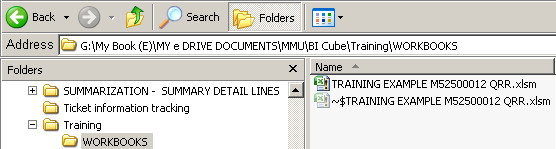 Back Search Folders
Address G:\My Book (E)\MY e DRIVE DOCUMENTS\MMU\BI Cube\Training\WORKBOOKS
Folders
SUMMARIZATION - SUMMARY DETAIL LINES
Ticket information tracking
Training
WORKBOOKS
Name
TRAINING EXAMPLE M52500012 QRR.xlsm
~$TRAINING EXAMPLE M52500012 QRR.xlsm